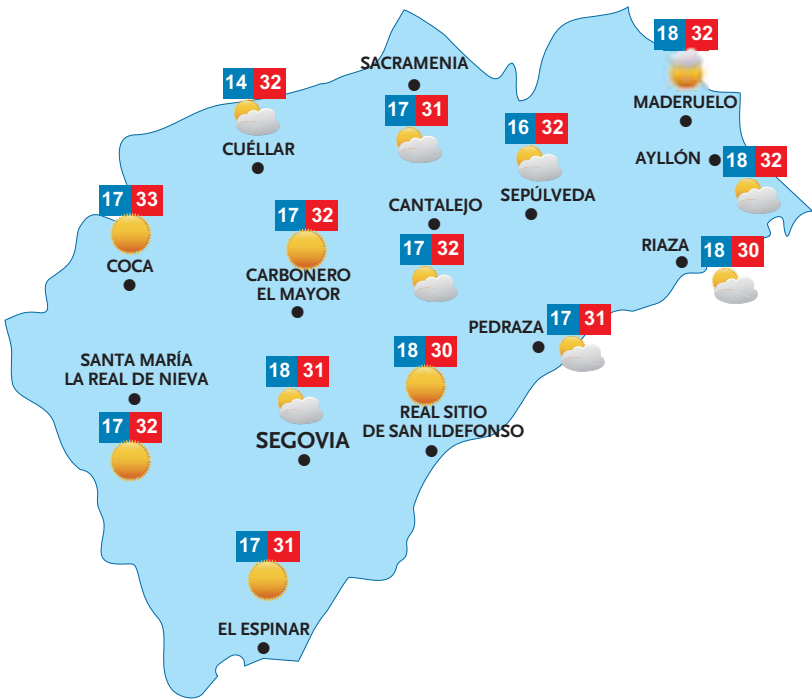 18 32
MADERUELO
SACRAMENIA
17 31
14 32
CUÉLLAR
16 32
SEPÚLVEDA
AYLLÓN
18 32
17 33
COCA
17 32
CARBONERO
EL MAYOR
CANTALEJO
17 32
RIAZA
18 30
PEDRAZA
17 31
SANTA MARÍA
LA REAL DE NIEVA
17 32
18 31
SEGOVIA
18 30
REAL SITIO
DE SAN ILDEFONSO
17 31
EL ESPINAR